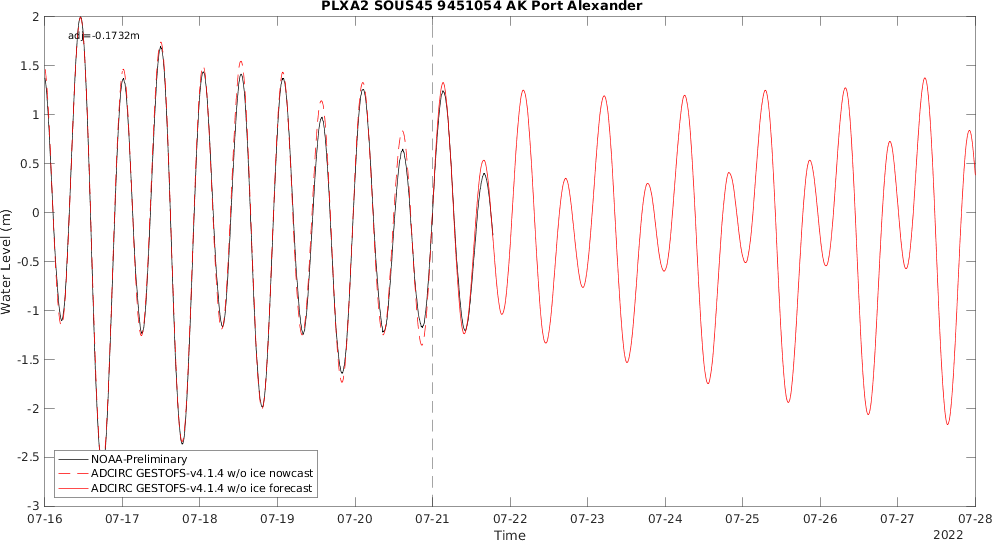 PLXA2 SOUS45 9451054 AK Port Alexander
adj=-0.1732m
2
1.5
1
0.5
0
-0.5
-1
-1.5
-2
-2.5
-3
Water Level (m)
NOAA-Preliminary
ADCIRC GESTOFS-v4.1.4 w/o ice nowcast
ADCIRC GESTOFS-v4.1.4 w/o ice forecast
07-16 07-17 07-18 07-19 07-20 07-21 07-22 07-23 07-24 07-25 07-26 07-27 07-28
Time
2022